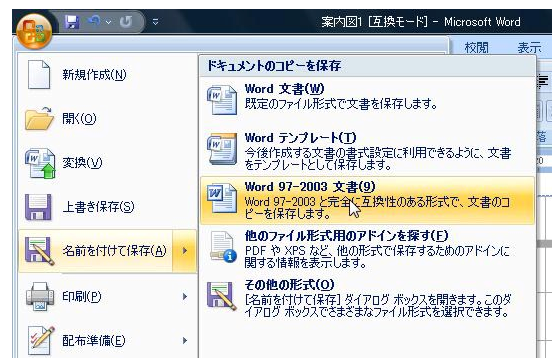 案内図1 [互換モード] - Microsoft Word
校閲 表示
新規作成(N)
開く(O)
変換(V)
上書き保存(S)
名前を付けて保存(A)
印刷(P)
配布準備(E)
ドキュメントのコピーを保存
Word 文書(W)
既定のファイル形式で文書を保存します。
Word テンプレート(T)
今後作成する文書の書式設定に利用できるように、文書
をテンプレートとして保存します。
Word 97-2003 文書(9)
Word 97-2003 と完全に互換性のある形式で、文書のコ
ピーを保存します。
他のファイル形式用のアドインを探す(F)
PDF や XPS など、他の形式で保存するためのアドインに
関する情報を表示します。
その他の形式(O)
[名前を付けて保存] ダイアログ ボックスを開きます。このダ
イアログ ボックスでさまざまなファイル形式を選択できます。
落
20